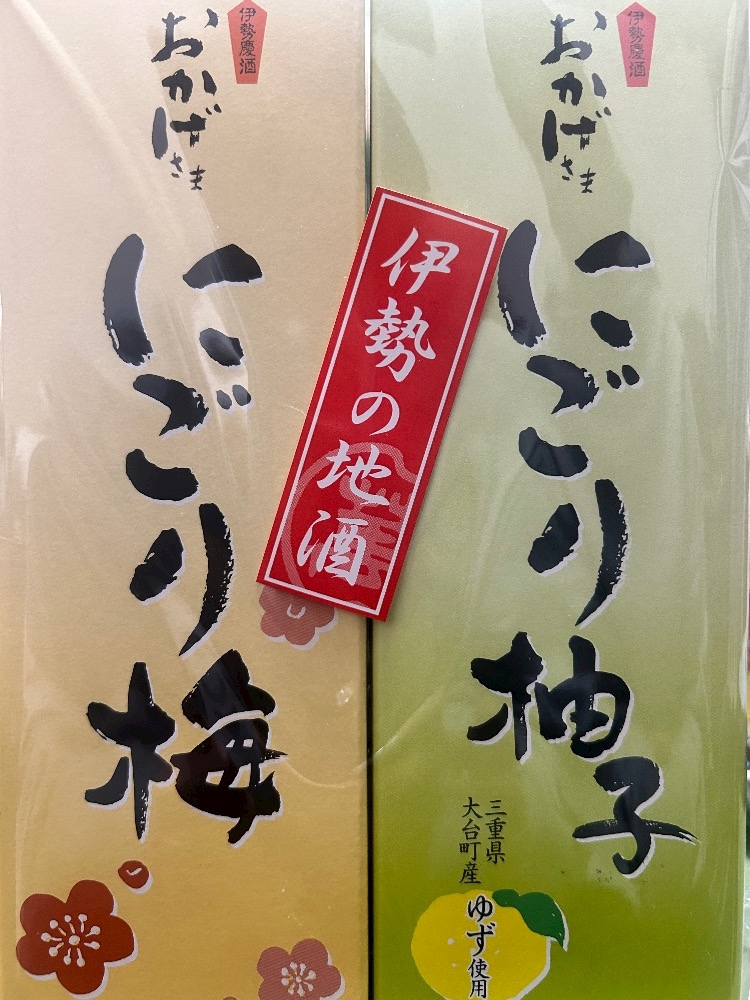 伊勢慶酒
おかげさま
にごり梅
伊勢の地酒
伊勢慶酒
おかげさま
にごり柚子
三重県
大台町産
ゆず使用